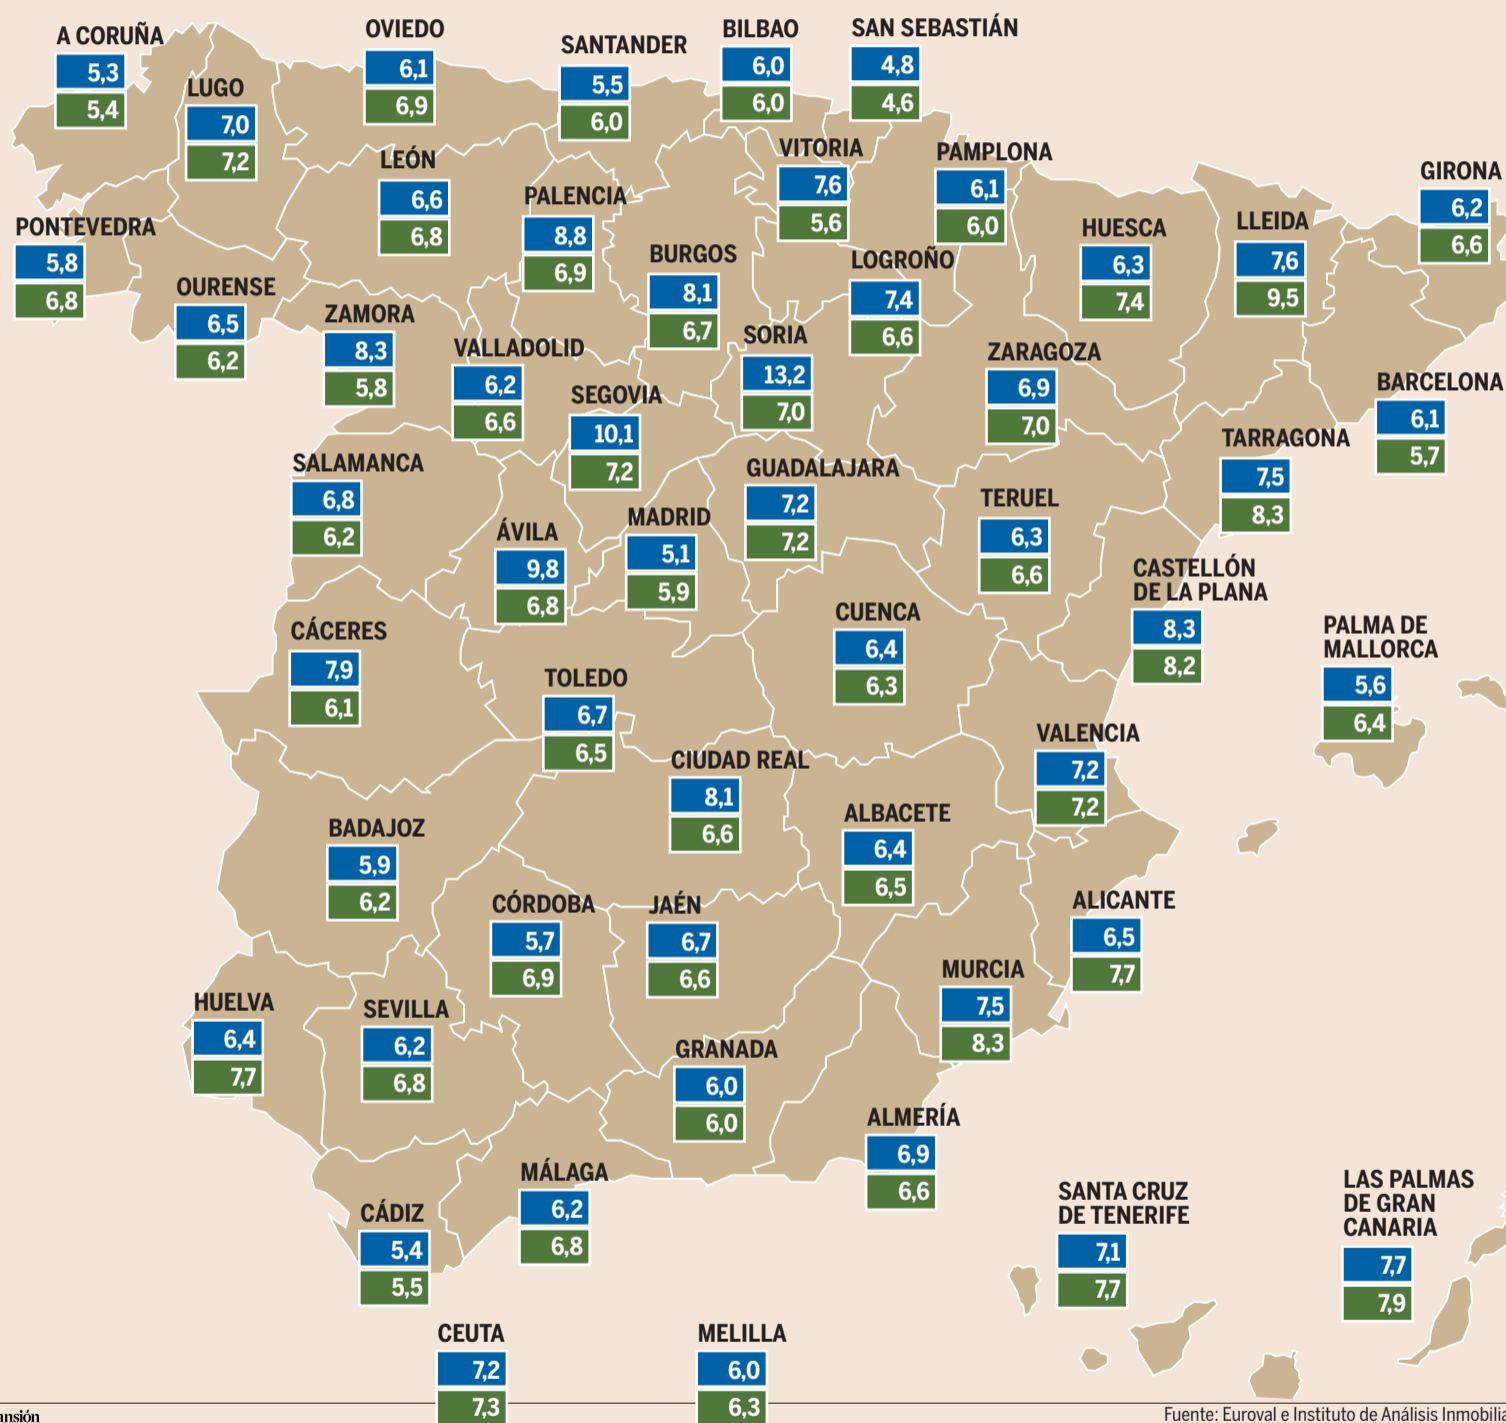 A CORUÑA
5,3
5,4
LUGO
7,0
7,2
OVIEDO
6,1
6,9
SANTANDER
5,5
6,0
BILBAO
6,0
6,0
SAN SEBASTIÁN
4,8
4,6
LEÓN
6,6
6,8
PALENCIA
8,8
6,9
VITORIA
7,6
5,6
PAMPLONA
6,1
6,0
GIRONA
6,2
6,6
PONTEVEDRA
5,8
6,8
OURENSE
6,5
6,2
ZAMORA
8,3
5,8
VALLADOLID
6,2
6,6
BURGOS
8,1
6,7
LOGROÑO
7,4
6,6
HUESCA
6,3
7,4
LLEIDA
7,6
9,5
SEGOVIA
10,1
7,2
SORIA
13,2
7,0
ZARAGOZA
6,9
7,0
BARCELONA
6,1
5,7
TARRAGONA
7,5
8,3
SALAMANCA
6,8
6,2
ÁVILA
9,8
6,8
MADRID
5,1
5,9
GUADALAJARA
7,2
7,2
TERUEL
6,3
6,6
CASTELLÓN
DE LA PLANA
8,3
8,2
PALMA DE
MALLORCA
5,6
6,4
CÁCERES
7,9
6,1
TOLEDO
6,7
6,5
CUENCA
6,4
6,3
VALENCIA
7,2
7,2
CIUDAD REAL
8,1
6,6
BADAJOZ
5,9
6,2
ALBACETE
6,4
6,5
CÓRDOBA
5,7
6,9
JAÉN
6,7
6,6
ALICANTE
6,5
7,7
MURCIA
7,5
8,3
HUELVA
6,4
7,7
SEVILLA
6,2
6,8
GRANADA
6,0
6,0
ALMERÍA
6,9
6,6
MÁLAGA
6,2
6,8
CÁDIZ
5,4
5,5
SANTA CRUZ
DE TENERIFE
7,1
7,7
LAS PALMAS
DE GRAN
CANARIA
7,7
7,9
CEUTA
7,2
7,3
MELILLA
6,0
6,3
ansión
Fuente: Euroval e Instituto de Análisis Inmobilia